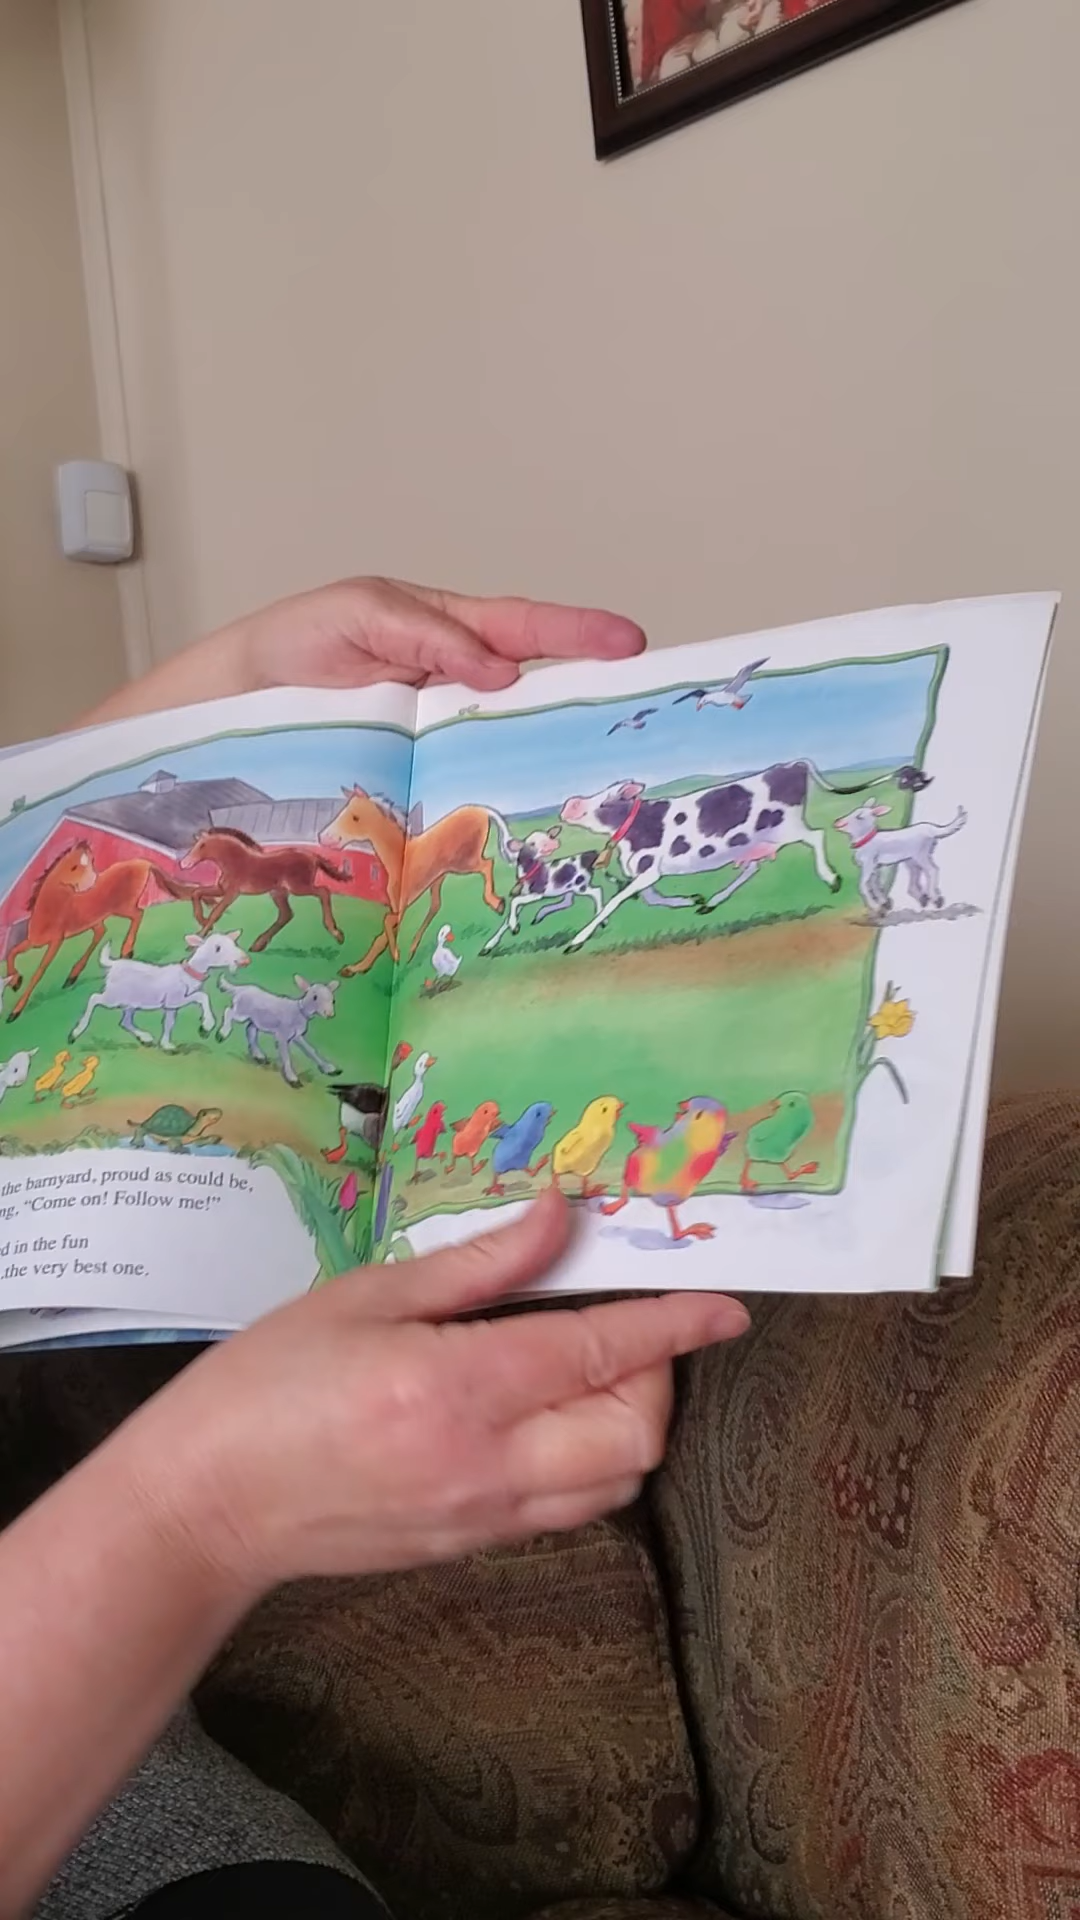 the barnyard, proud as could be,
"Come on! Follow me!"
in the fun
the very best one.